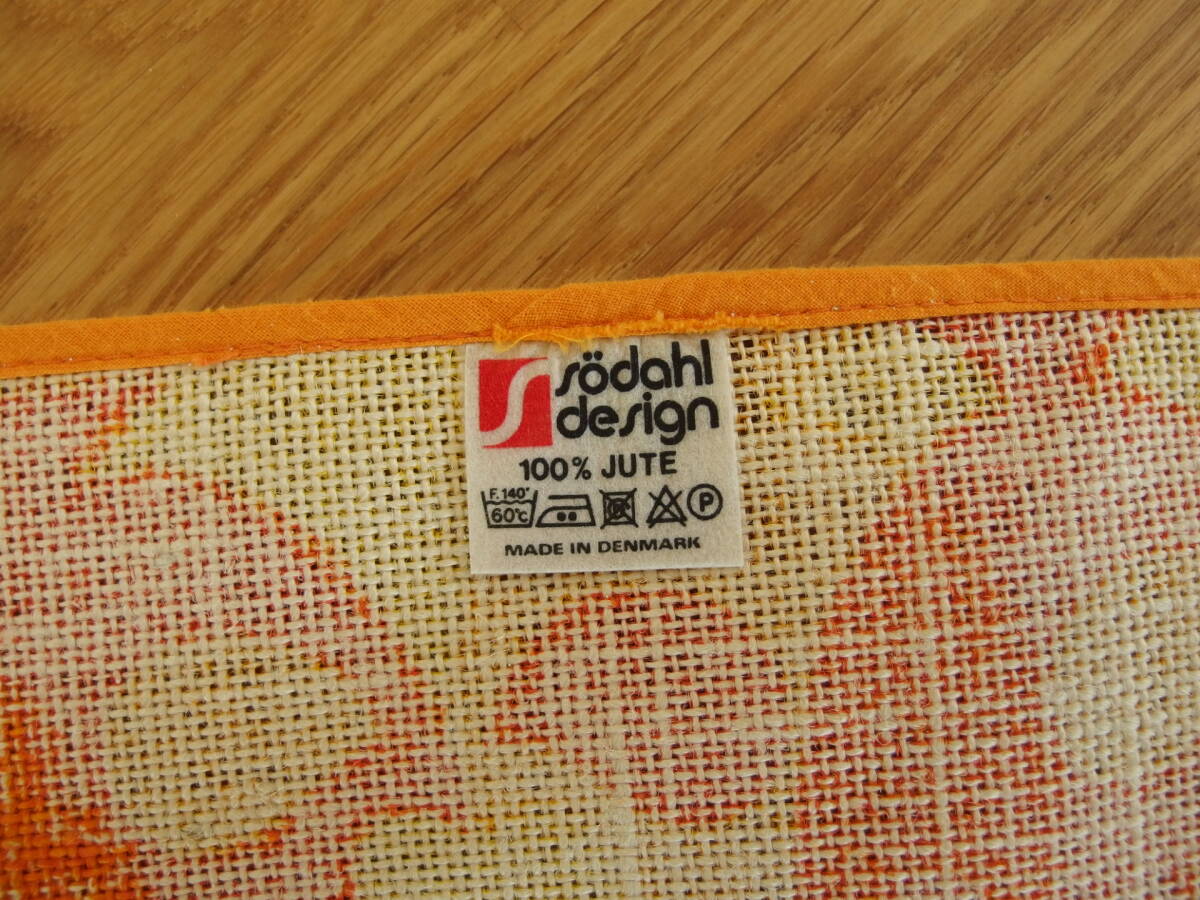 södahl
design
100% JUTE
F. 140°
60°C
P
MADE IN DENMARK